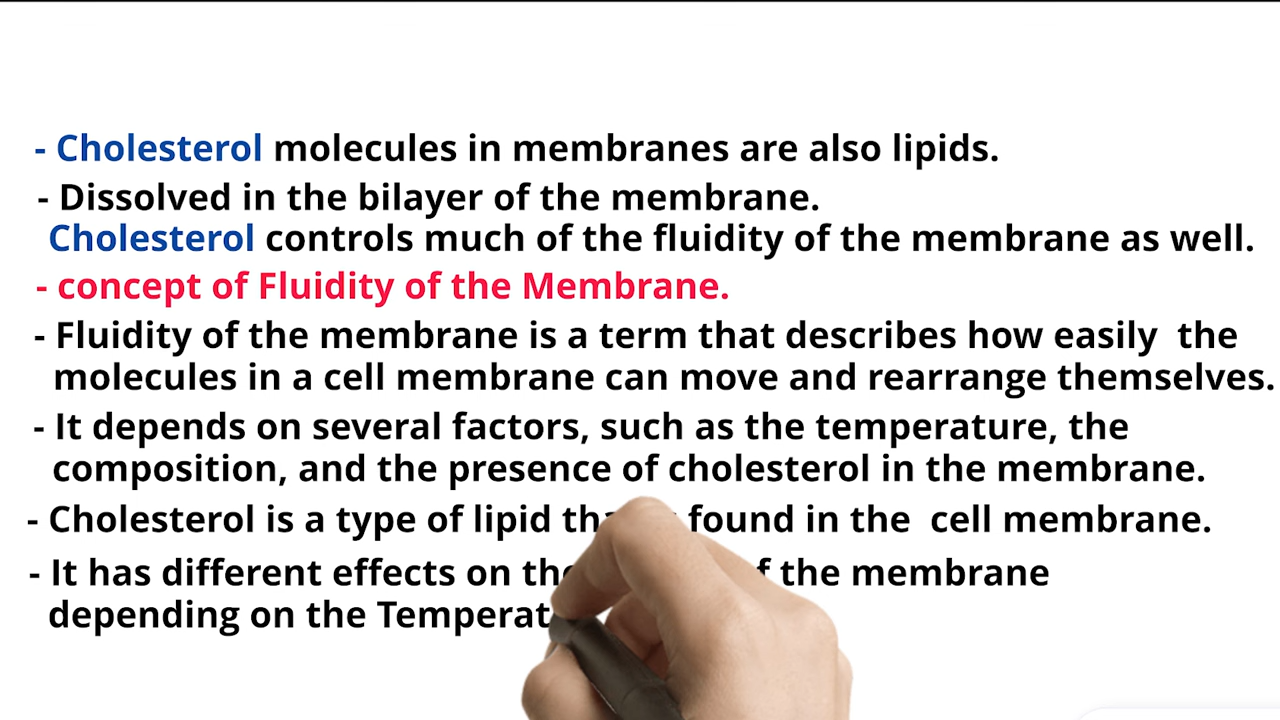 - Cholesterol molecules in membranes are also lipids.
- Dissolved in the bilayer of the membrane.
Cholesterol controls much of the fluidity of the membrane as well.
- concept of Fluidity of the Membrane.
- Fluidity of the membrane is a term that describes how easily the
molecules in a cell membrane can move and rearrange themselves.
- It depends on several factors, such as the temperature, the
composition, and the presence of cholesterol in the membrane.
- Cholesterol is a type of lipid found in the cell membrane.
- It has different effects on the membrane
depending on the Temperat